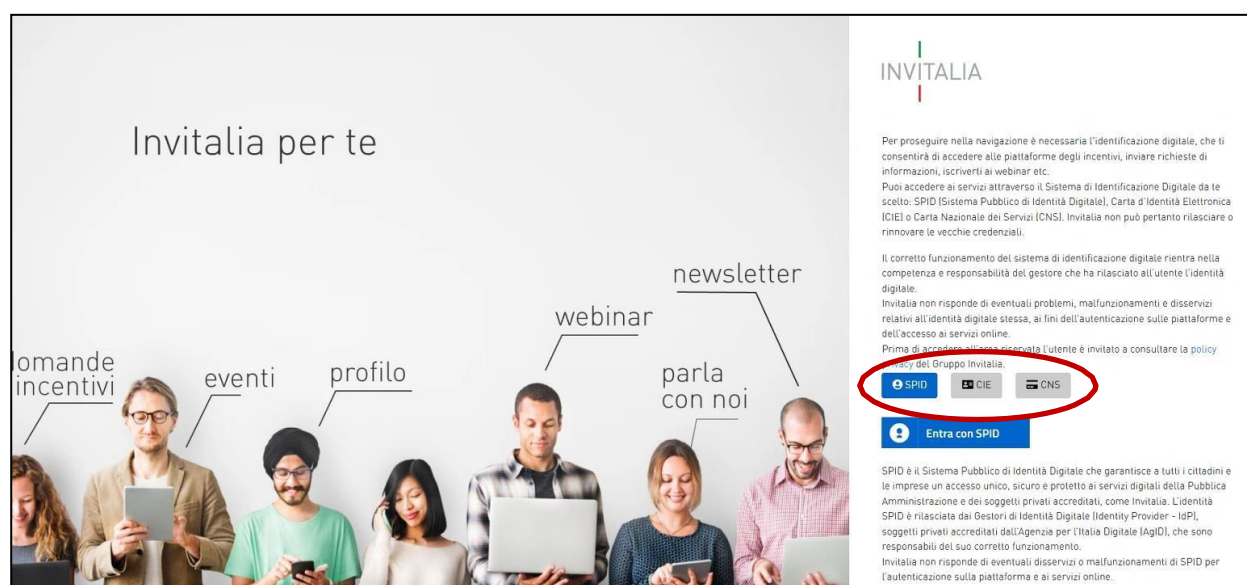 Invitalia per te
newsletter
webinar
domande
incentivi
eventi
profilo
parla
con noi
INVITALIA
Per proseguire nella navigazione è necessaria l'identificazione digitale, che ti
consentirà di accedere alle piattaforme degli incentivi, inviare richieste di
informazioni, iscriverti ai webinar etc.
Puoi accedere ai servizi attraverso il Sistema di Identificazione Digitale da te
scelto: SPID (Sistema Pubblico di Identità Digitale), Carta d'Identità Elettronica
(CIE) o Carta Nazionale dei Servizi (CNS). Invitalia non può pertanto rilasciare o
rinnovare le vecchie credenziali.
Il corretto funzionamento del sistema di identificazione digitale rientra nella
competenza e responsabilità del gestore che ha rilasciato all'utente l'identità
digitale.
Invitalia non risponde di eventuali problemi, malfunzionamenti e disservizi
relativi all'identità digitale stessa, ai fini dell'autenticazione sulle piattaforme e
dell'accesso ai servizi online.
Prima di accedere all'area riservata l'utente è invitato a consultare la policy
privacy del Gruppo Invitalia.
SPID CIE CNS
Entra con SPID
SPID è il Sistema Pubblico di Identità Digitale che garantisce a tutti i cittadini e
le imprese un accesso unico, sicuro e protetto ai servizi digitali della Pubblica
Amministrazione e dei soggetti privati accreditati, come Invitalia. L'identità
SPID è rilasciata dai Gestori di Identità Digitale (Identity Provider - IdP),
soggetti privati accreditati dall'Agenzia per l'Italia Digitale (AgID), che sono
responsabili del suo corretto funzionamento.
Invitalia non risponde di eventuali disservizi o malfunzionamenti di SPID per
l'autenticazione sulla piattaforma e ai servizi online.